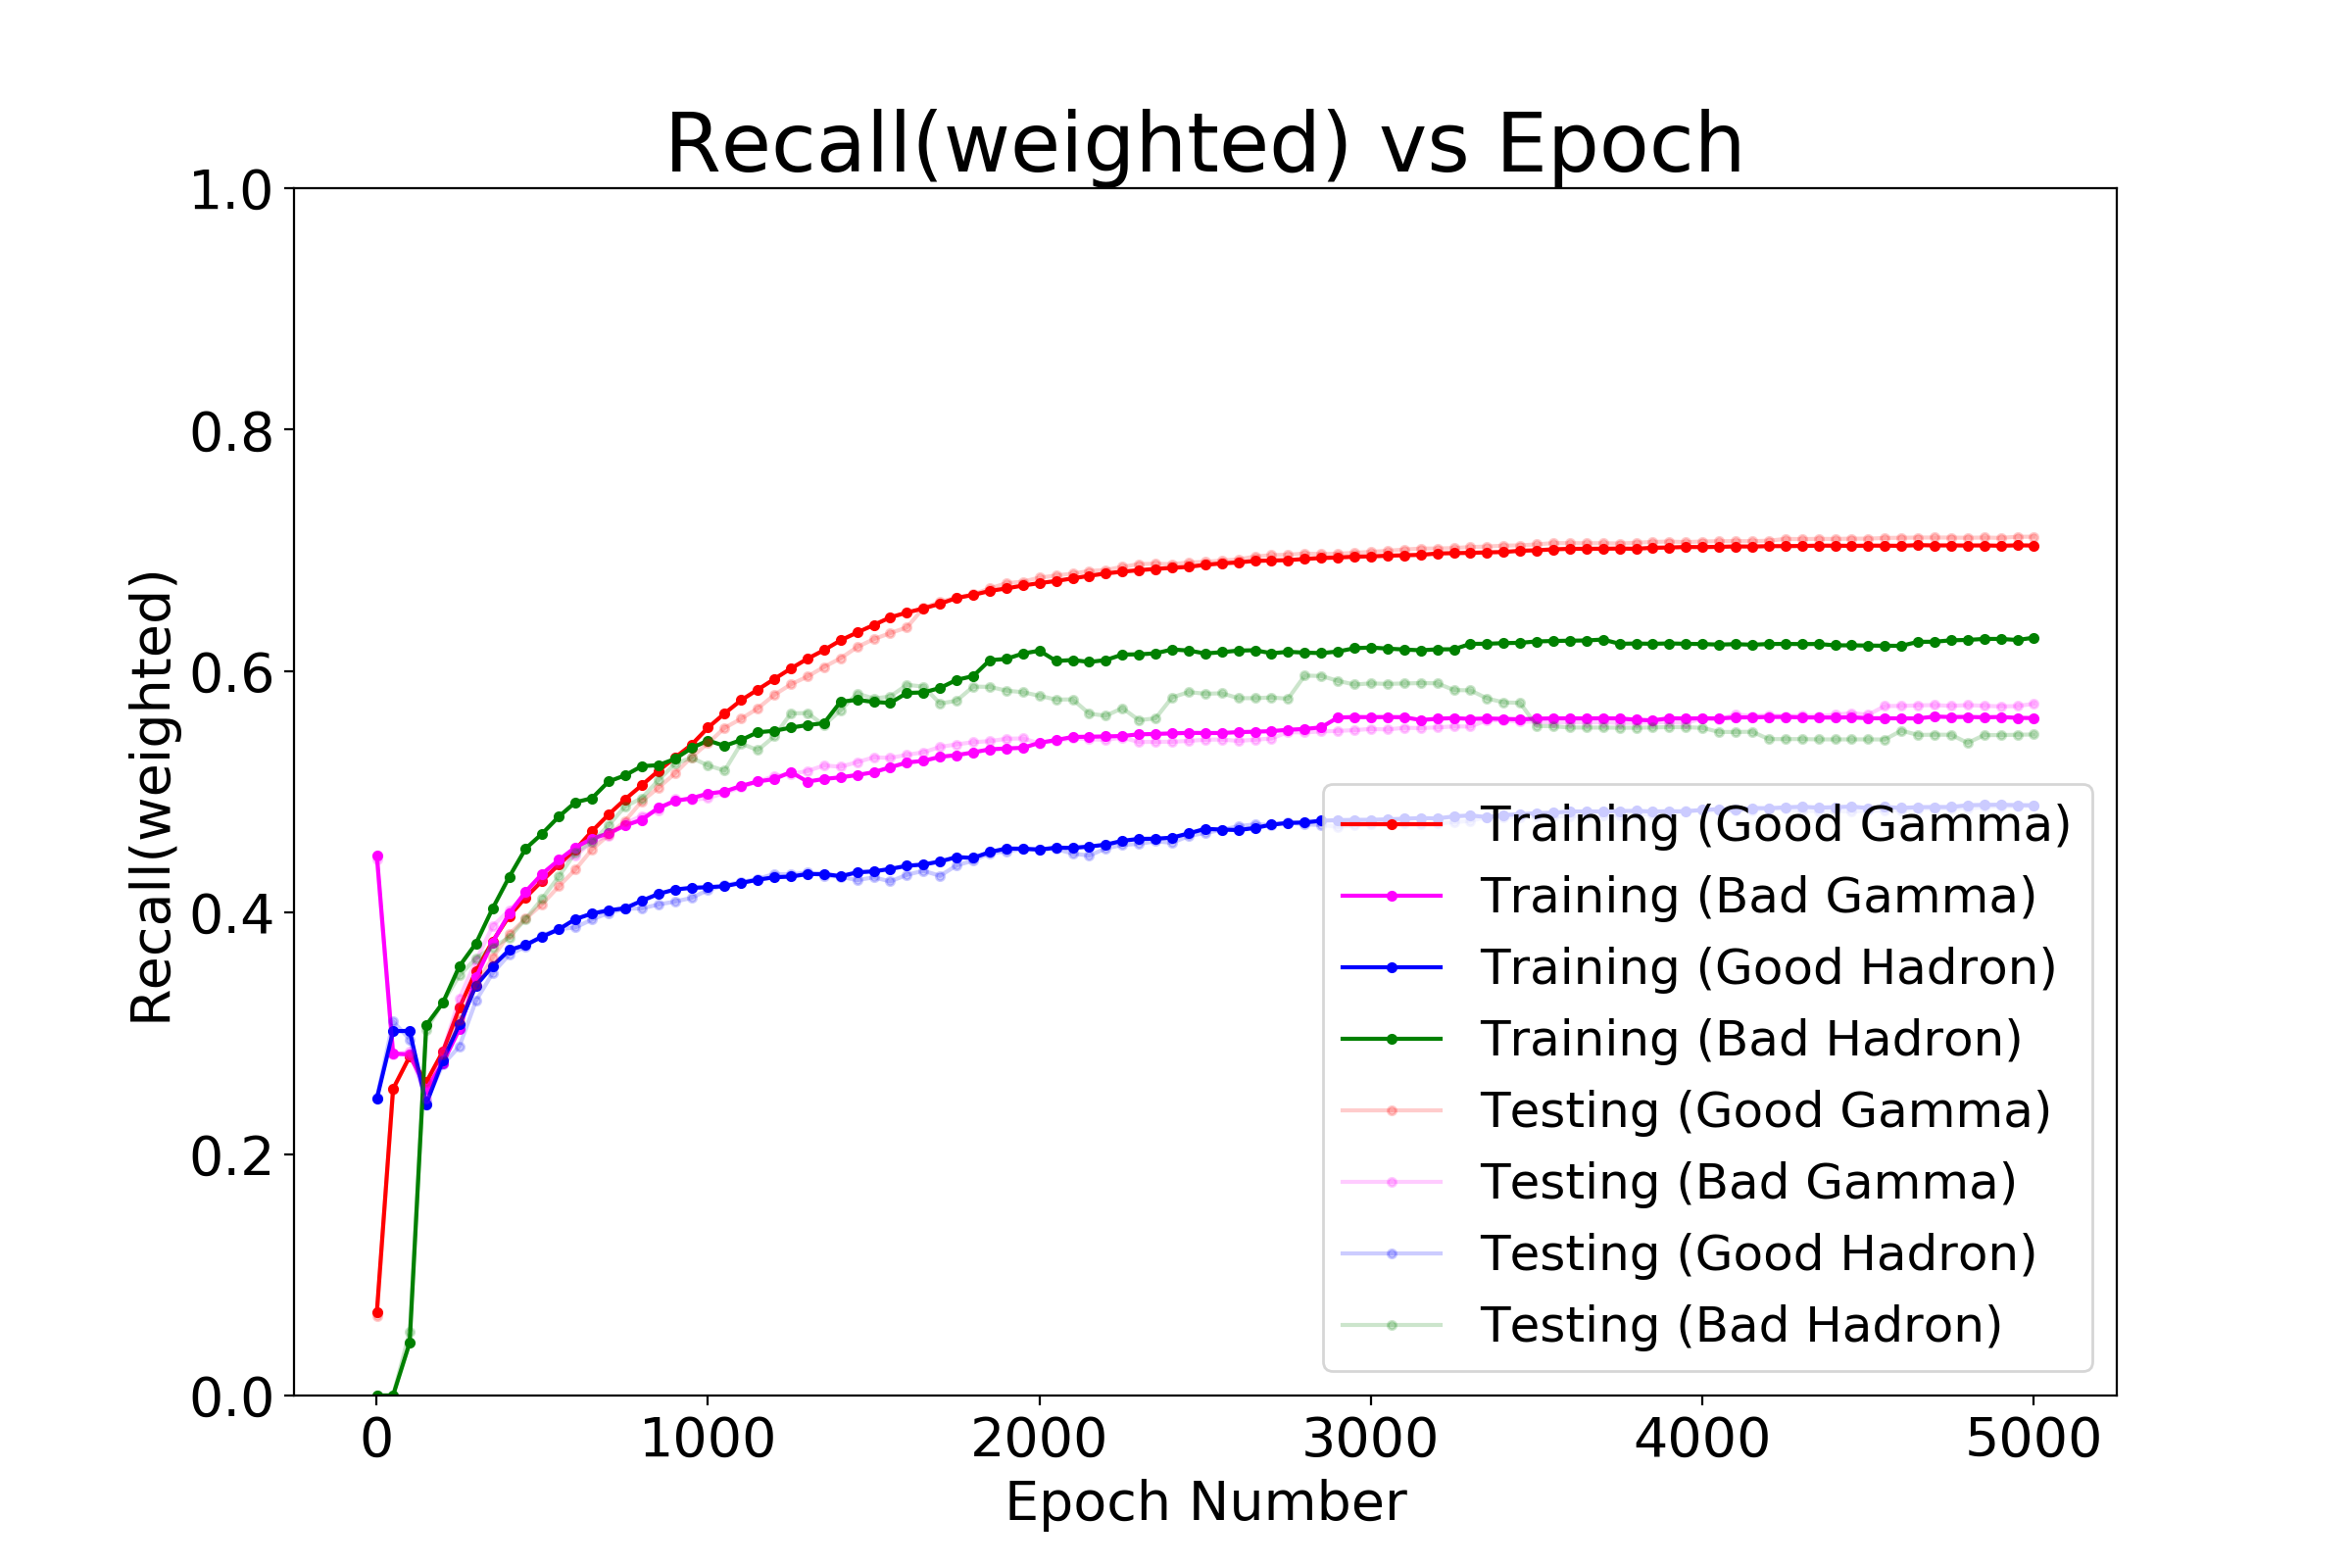 Recall(weighted) vs Epoch
1.0
0.8
0.6
0.4
0.2
0.0
Recall(weighted)
0 1000 2000 3000 4000 5000
Epoch Number
Training (Good Gamma)
Training (Bad Gamma)
Training (Good Hadron)
Training (Bad Hadron)
Testing (Good Gamma)
Testing (Bad Gamma)
Testing (Good Hadron)
Testing (Bad Hadron)